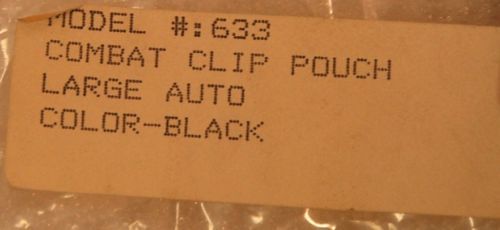 MODEL #:633
COMBAT CLIP POUCH
LARGE AUTO
COLOR-BLACK